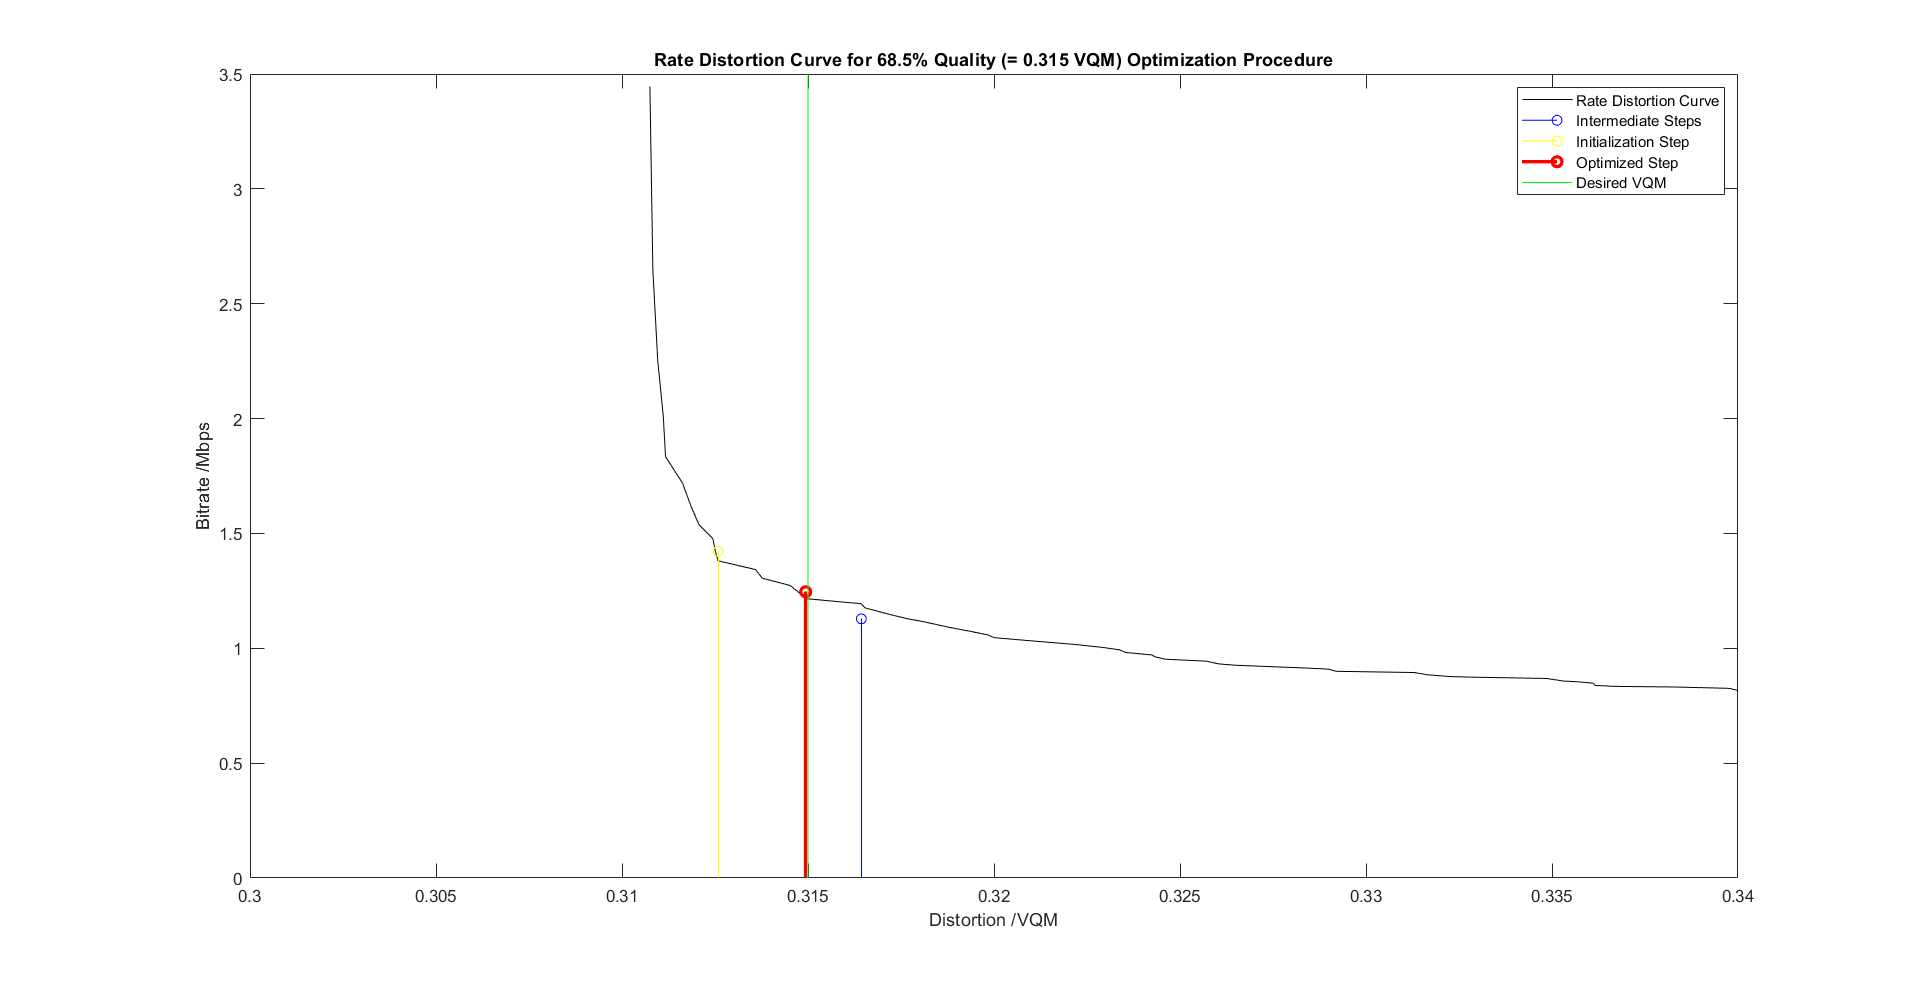 Rate Distortion Curve for 68.5% Quality (= 0.315 VQM) Optimization Procedure
Rate Distortion Curve
Intermediate Steps
Initialization Step
Optimized Step
Desired VQM
3.5
3
2.5
2
1.5
1
0.5
0
Bitrate /Mbps
0.3 0.305 0.31 0.315 0.32 0.325 0.33 0.335 0.34
Distortion /VQM